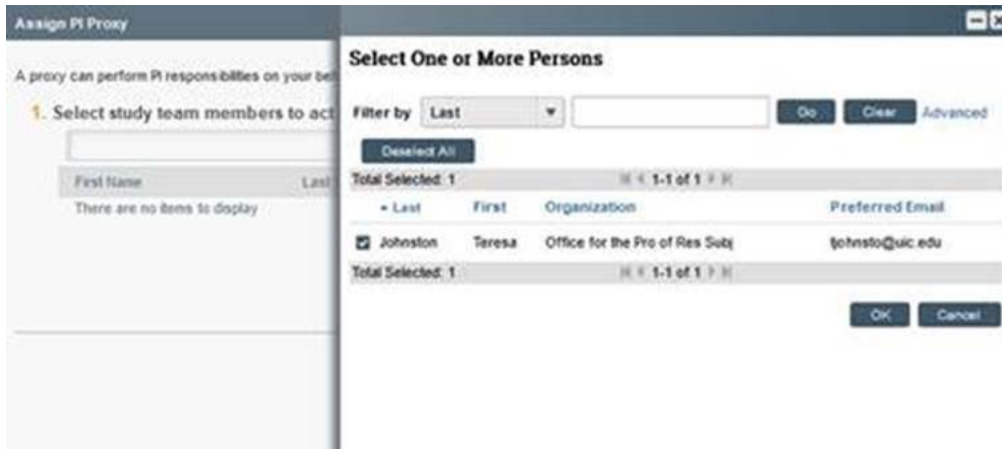 Assign PI Proxy
A proxy can perform PI responsibilities on your beh
1. Select study team members to act
First Name Last
There are no items to display
Select One or More Persons
Filter by Last Go Clear Advanced
Deselect All
Total Selected: 1 1-1 of 1
Last First Organization Preferred Email
Johnston Teresa Office for the Pro of Res Subj tjohnsto@uic.edu
Total Selected: 1 1-1 of 1
OK Cancel